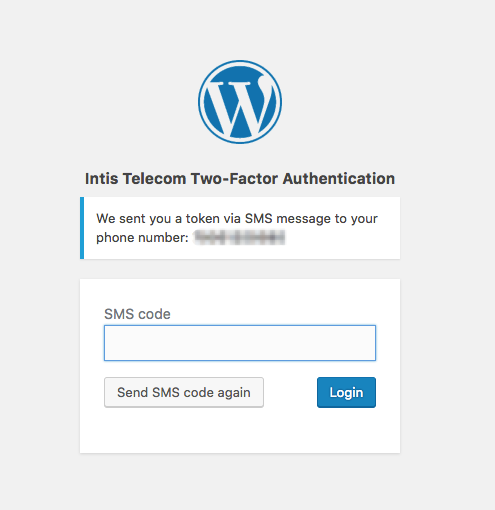 Intis Telecom Two-Factor Authentication
We sent you a token via SMS message to your
phone number:
SMS code
Send SMS code again
Login